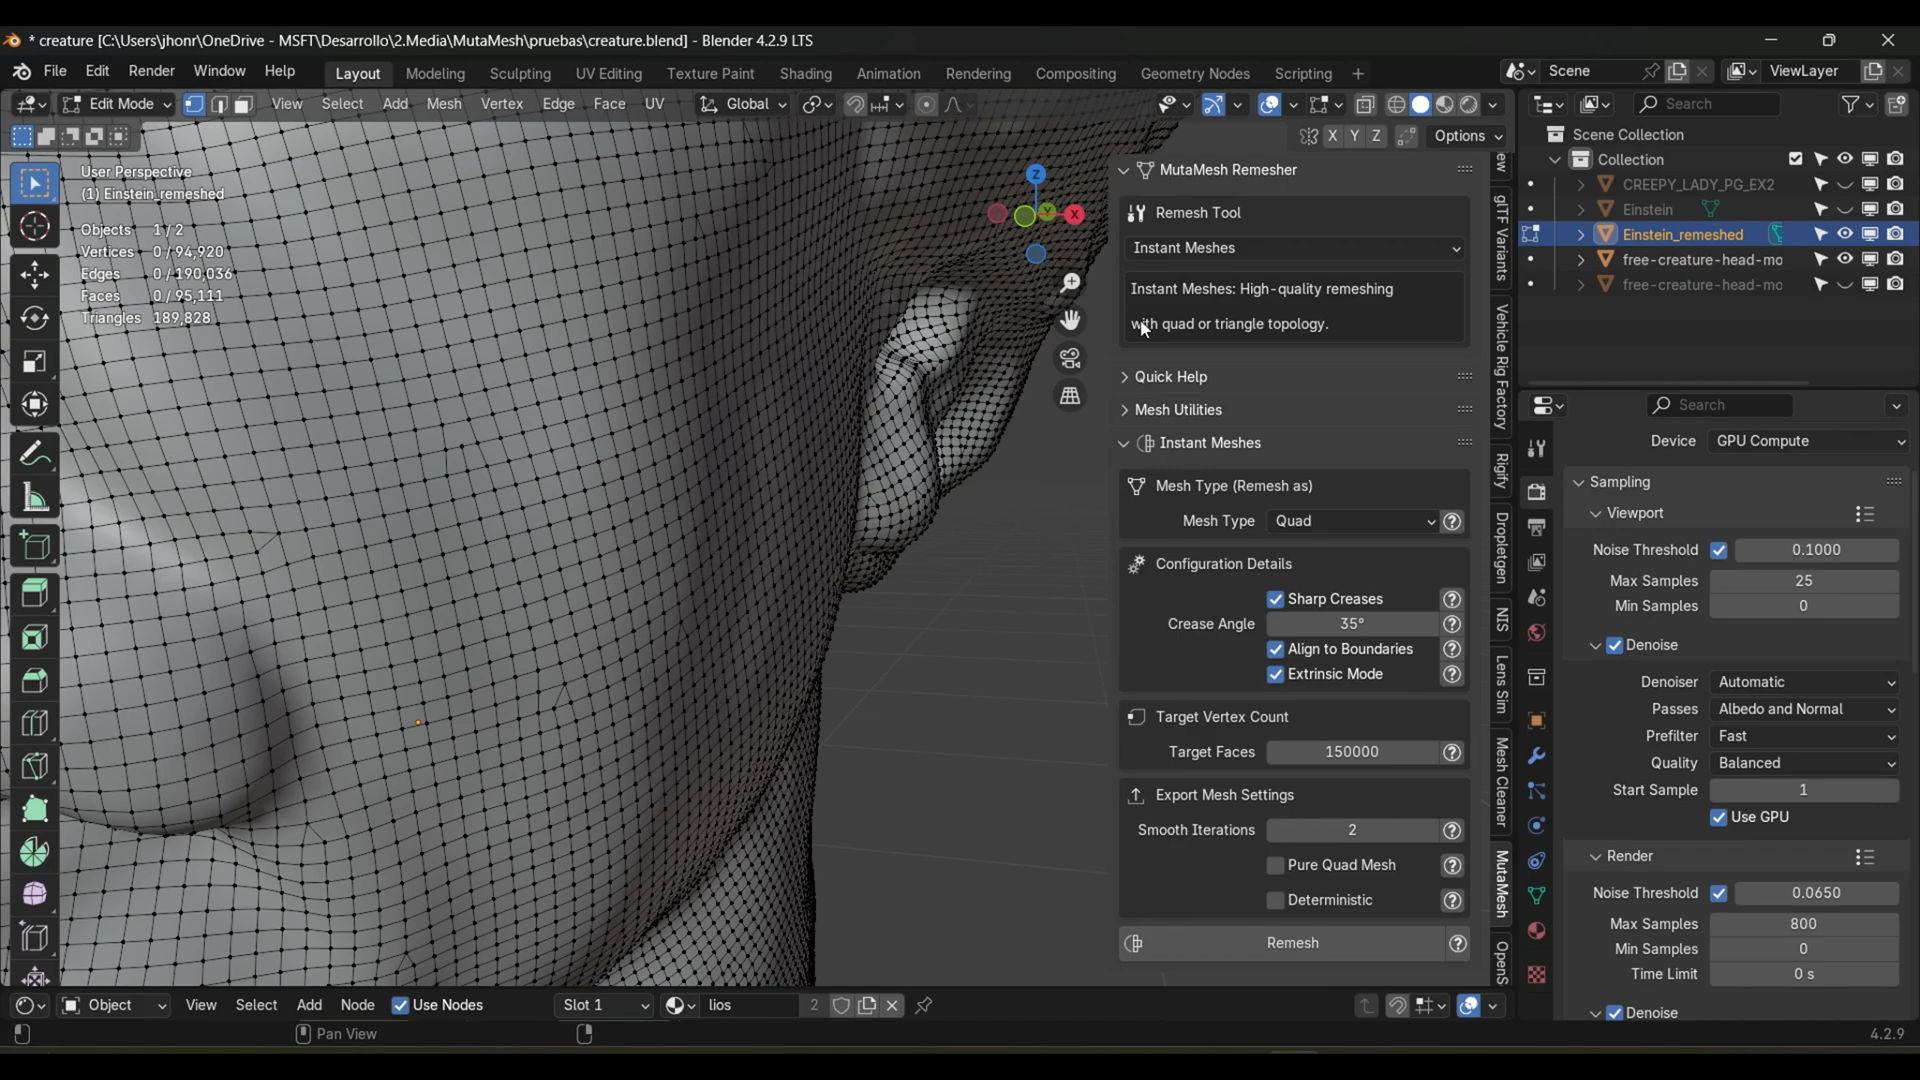 * creature [C:\Users\jhonr\OneDrive - MSFT\Desarrollo\2.Media\MutaMesh\pruebas\creature.blend] - Blender 4.2.9 LTS
File Edit Render Window Help Layout Modeling Sculpting UV Editing Texture Paint Shading Animation Rendering Compositing Geometry Nodes Scripting + Scene ViewLayer
Edit Mode View Select Add Mesh Vertex Edge Face UV Global Search
X Y Z Options
Scene Collection
Collection
CREEPY_LADY_PG_EX2
Einstein
Einstein_remeshed
free-creature-head-mo
free-creature-head-mo
User Perspective
(1) Einstein_remeshed
Objects 1/2
Vertices 0/94,920
Edges 0/190,036
Faces 0/95,111
Triangles 189,828
Z
X
Y
MutaMesh Remesher
Remesh Tool
Instant Meshes
Instant Meshes: High-quality remeshing
with quad or triangle topology.
Quick Help
Mesh Utilities
Instant Meshes
Mesh Type (Remesh as)
Mesh Type Quad
Configuration Details
Sharp Creases
Crease Angle 35°
Align to Boundaries
Extrinsic Mode
Target Vertex Count
Target Faces 150000
Export Mesh Settings
Smooth Iterations 2
Pure Quad Mesh
Deterministic
Remesh
ew
glTF Variants
Vehicle Rig Factory
Rigify
Dropletgen
NIS
Lens Sim
Mesh Cleaner
MutaMesh
OpenS
Search
Device GPU Compute
Sampling
Viewport
Noise Threshold 0.1000
Max Samples 25
Min Samples 0
Denoise
Denoiser Automatic
Passes Albedo and Normal
Prefilter Fast
Quality Balanced
Start Sample 1
Use GPU
Render
Noise Threshold 0.0650
Max Samples 800
Min Samples 0
Time Limit 0 s
Denoise
Object View Select Add Node Use Nodes Slot 1 lios 2
Pan View
4.2.9